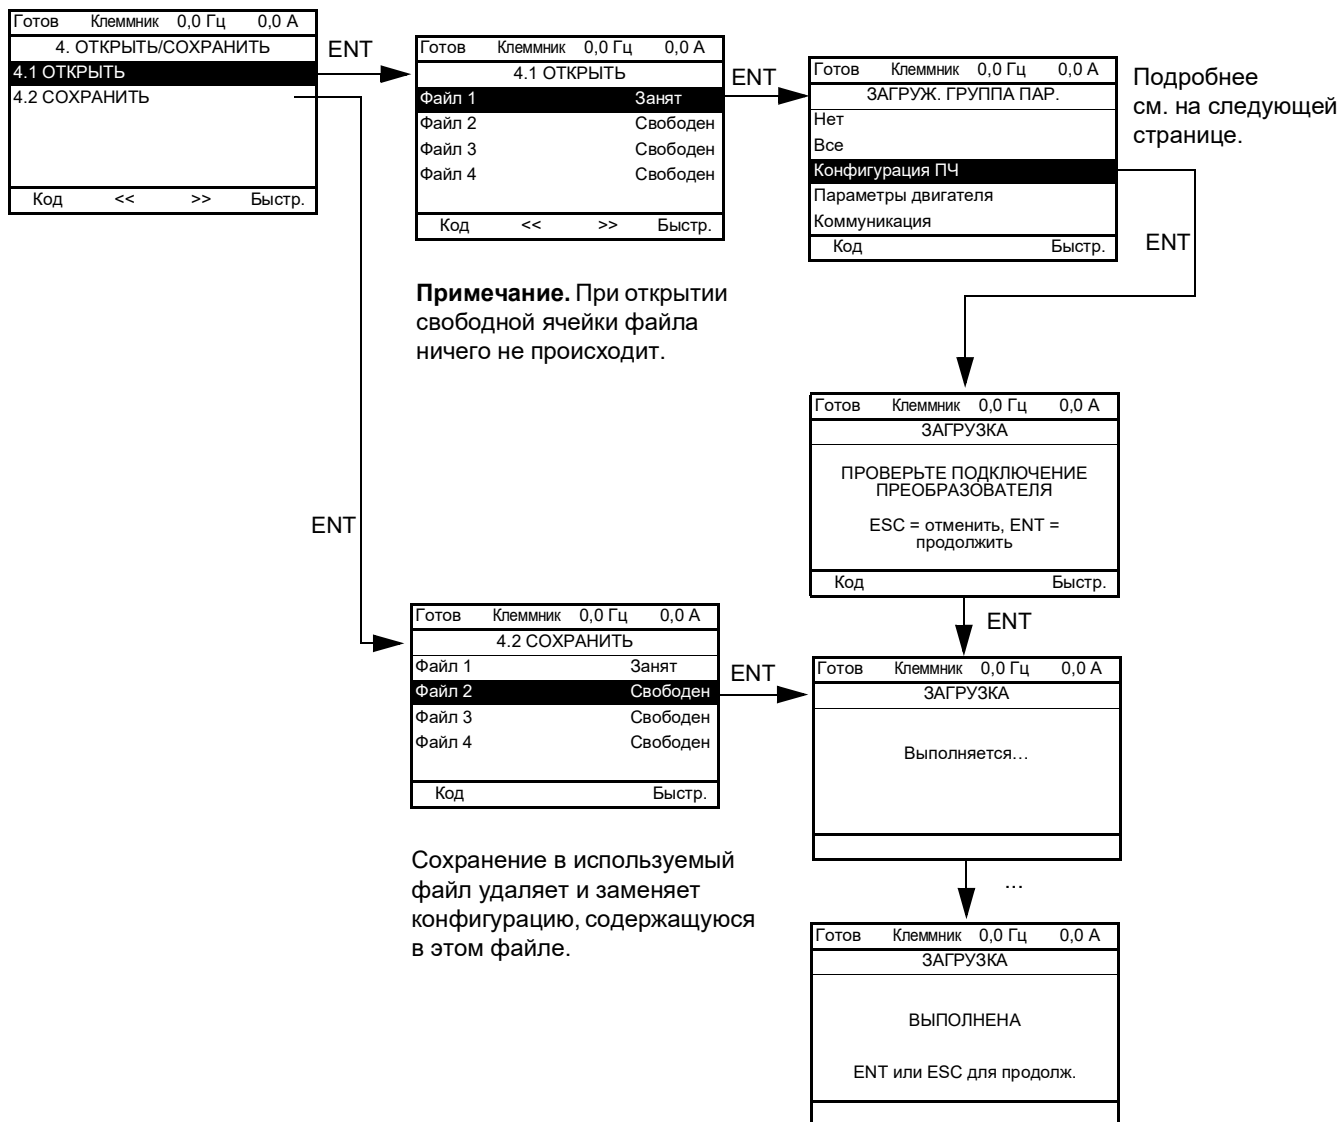 Готов Клеммник 0,0 Гц 0,0 А
4. ОТКРЫТЬ/СОХРАНИТЬ
4.1 ОТКРЫТЬ
4.2 СОХРАНИТЬ
Код << >> Быстр.
ENT
Готов Клеммник 0,0 Гц 0,0 А
4.1 ОТКРЫТЬ
Файл 1 Занят
Файл 2 Свободен
Файл 3 Свободен
Файл 4 Свободен
Код << >> Быстр.
ENT
Готов Клеммник 0,0 Гц 0,0 А
ЗАГРУЖ. ГРУППА ПАР.
Нет
Все
Конфигурация ПЧ
Параметры двигателя
Коммуникация
Код Быстр.
Подробнее
см. на следующей
странице.
ENT
Примечание. При открытии
свободной ячейки файла
ничего не происходит.
Готов Клеммник 0,0 Гц 0,0 А
ЗАГРУЗКА
ПРОВЕРЬТЕ ПОДКЛЮЧЕНИЕ
ПРЕОБРАЗОВАТЕЛЯ
ESC = отменить, ENT =
продолжить
Код Быстр.
ENT
ENT
Готов Клеммник 0,0 Гц 0,0 А
4.2 СОХРАНИТЬ
Файл 1 Занят
Файл 2 Свободен
Файл 3 Свободен
Файл 4 Свободен
Код Быстр.
ENT
Готов Клеммник 0,0 Гц 0,0 А
ЗАГРУЗКА
Выполняется…
...
Сохранение в используемый
файл удаляет и заменяет
конфигурацию, содержащуюся
в этом файле.
Готов Клеммник 0,0 Гц 0,0 А
ЗАГРУЗКА
ВЫПОЛНЕНА
ENT или ESC для продолж.